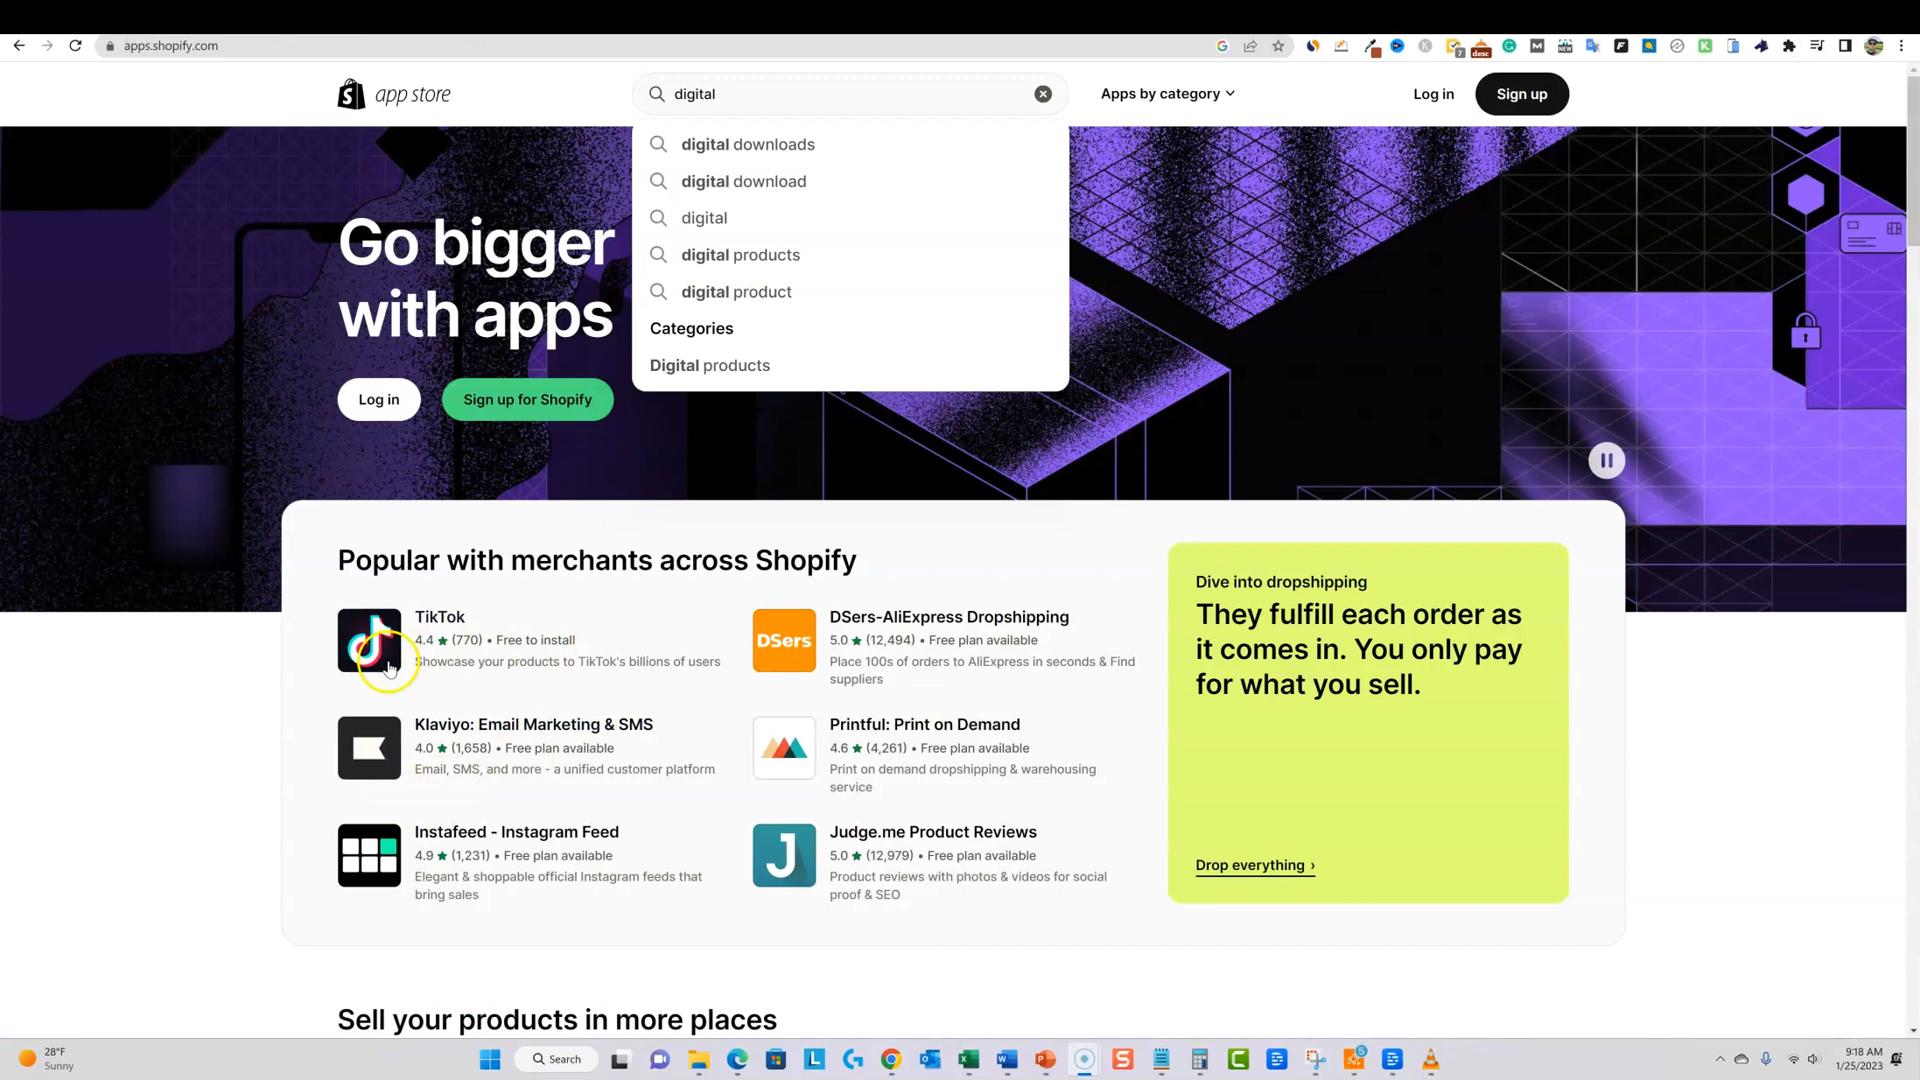 apps.shopify.com
desc
7
NEW
app store
digital
Apps by category
Log in
Sign up
digital downloads
digital download
digital
digital products
digital product
Categories
Digital products
Go bigger
with apps
Log in
Sign up for Shopify
Popular with merchants across Shopify
TikTok
4.4 ★ (770) • Free to install
Showcase your products to TikTok's billions of users
DSers
DSers-AliExpress Dropshipping
5.0 ★ (12,494) • Free plan available
Place 100s of orders to AliExpress in seconds & Find
suppliers
Klaviyo: Email Marketing & SMS
4.0 ★ (1,658) • Free plan available
Email, SMS, and more - a unified customer platform
Printful: Print on Demand
4.6 ★ (4,261) • Free plan available
Print on demand dropshipping & warehousing
service
Instafeed - Instagram Feed
4.9 ★ (1,231) • Free plan available
Elegant & shoppable official Instagram feeds that
bring sales
J
Judge.me Product Reviews
5.0 ★ (12,979) • Free plan available
Product reviews with photos & videos for social
proof & SEO
Dive into dropshipping
They fulfill each order as
it comes in. You only pay
for what you sell.
Drop everything ›
Sell your products in more places
28°F
Sunny
Search
5
9:18 AM
1/25/2023